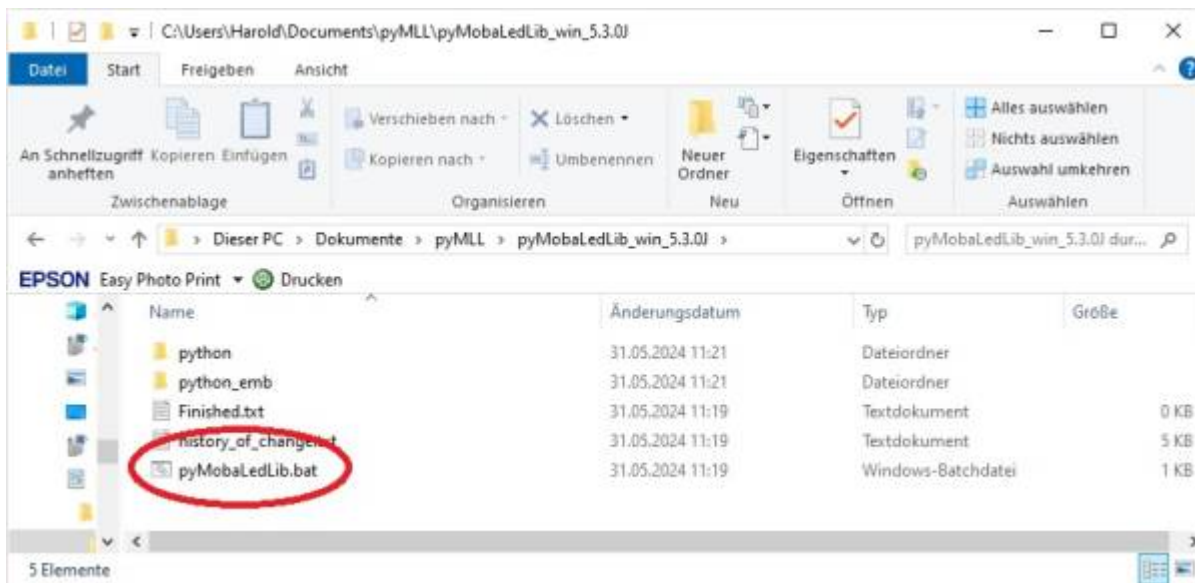 C:\Users\Harold\Documents\pyMLL\pyMobaLedLib_win_5.3.0J
Datei Start Freigeben Ansicht
An Schnellzugriff anheften Kopieren Einfügen
Verschieben nach
Kopieren nach
Löschen
Umbenennen
Neuer Ordner
Eigenschaften
Alles auswählen
Nichts auswählen
Auswahl umkehren
Zwischenablage Organisieren Neu Öffnen Auswählen
Dieser PC > Dokumente > pyMLL > pyMobaLedLib_win_5.3.0J > pyMobaLedLib_win_5.3.0J dur...
EPSON Easy Photo Print Drucken
Name Änderungsdatum Typ Größe
python 31.05.2024 11:21 Dateiordner
python_emb 31.05.2024 11:21 Dateiordner
Finished.txt 31.05.2024 11:19 Textdokument 0 KB
31.05.2024 11:19 Textdokument 5 KB
pyMobaLedLib.bat 31.05.2024 11:19 Windows-Batchdatei 1 KB
5 Elemente